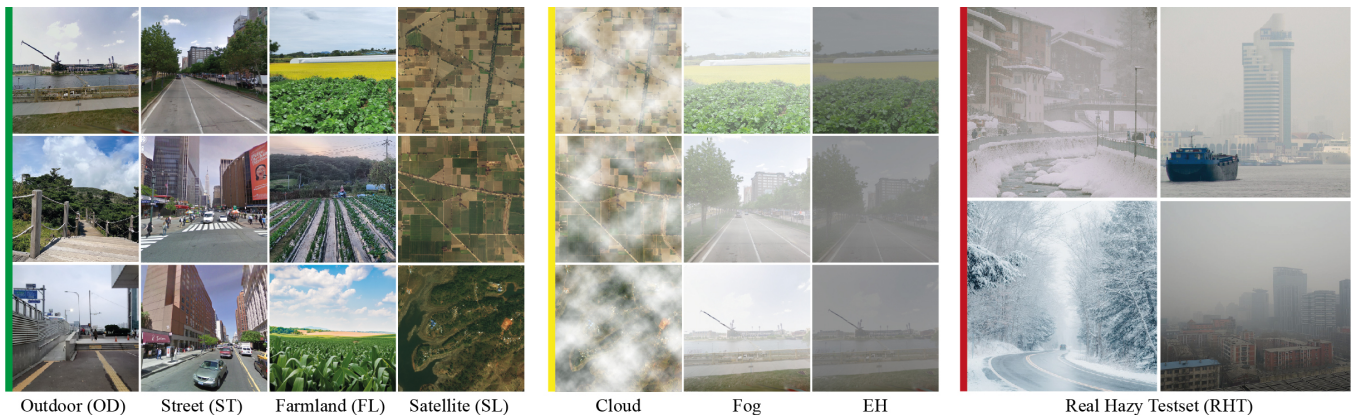 Outdoor (OD) Street (ST) Farmland (FL) Satellite (SL) Cloud Fog EH Real Hazy Testset (RHT)